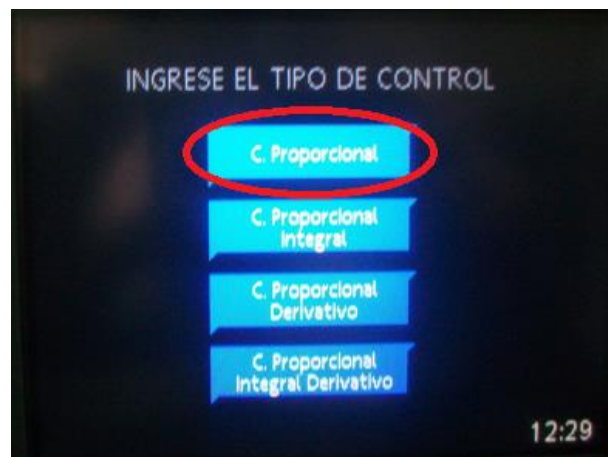 INGRESE EL TIPO DE CONTROL
C. Proporcional
C. Proporcional
Integral
C. Proporcional
Derivativo
C. Proporcional
Integral Derivativo
12:29